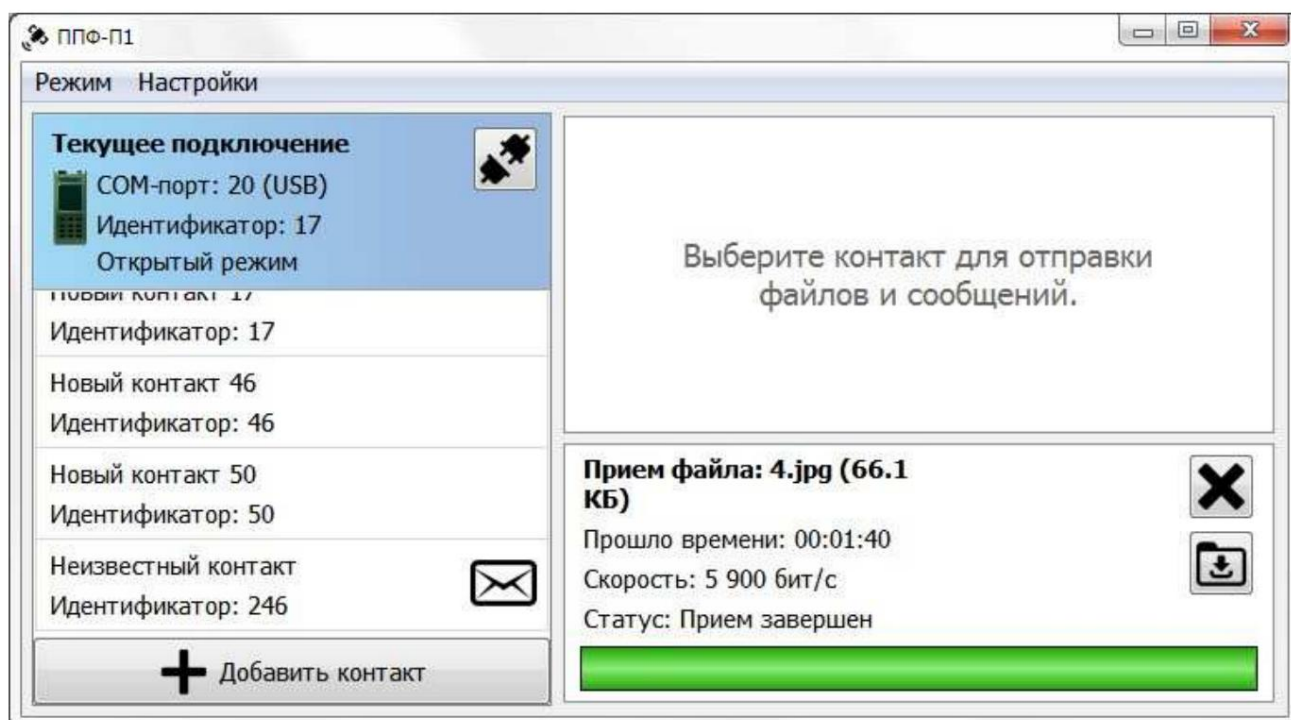 ППФ-П1
Режим Настройки
Текущее подключение
COM-порт: 20 (USB)
Идентификатор: 17
Открытый режим
Новый контакт 17
Идентификатор: 17
Новый контакт 46
Идентификатор: 46
Новый контакт 50
Идентификатор: 50
Неизвестный контакт
Идентификатор: 246
Добавить контакт
Выберите контакт для отправки
файлов и сообщений.
Прием файла: 4.jpg (66.1
КБ)
Прошло времени: 00:01:40
Скорость: 5 900 бит/с
Статус: Прием завершен